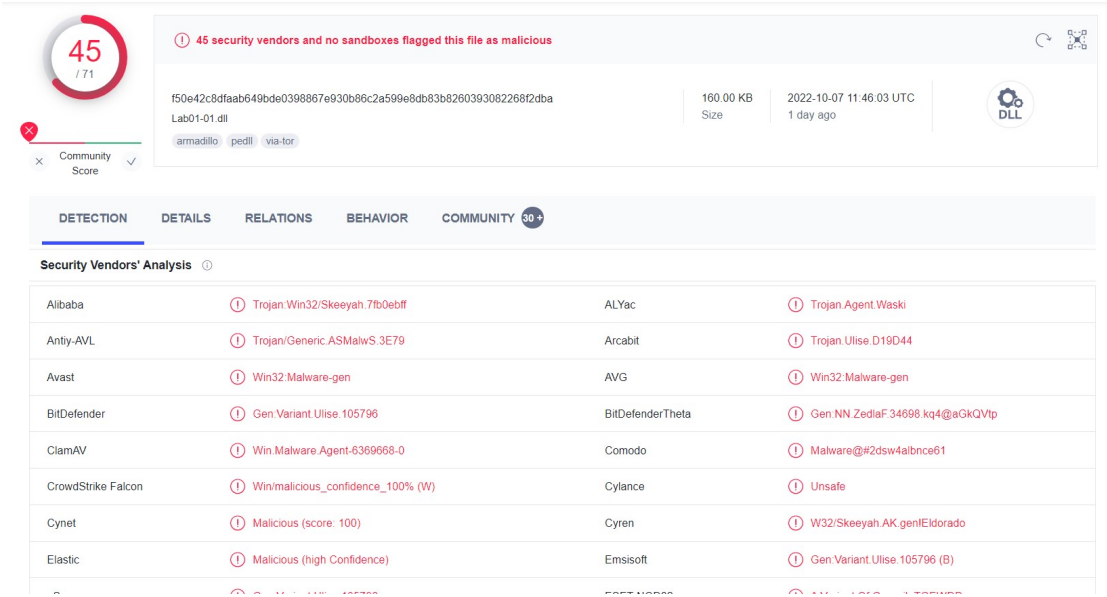 45
/ 71
45 security vendors and no sandboxes flagged this file as malicious
f50e42c8dfaab649bde0398867e930b86c2a599e8db83b8260393082268f2dba
Lab01-01.dll
armadillo pedll via-tor
160.00 KB
Size
2022-10-07 11:46:03 UTC
1 day ago
DLL
Community
Score
DETECTION DETAILS RELATIONS BEHAVIOR COMMUNITY 30 +
Security Vendors' Analysis
Alibaba Trojan:Win32/Skeeyah.7fb0ebff ALYac Trojan.Agent.Waski
Antiy-AVL Trojan/Generic.ASMalwS.3E79 Arcabit Trojan.Ulise.D19D44
Avast Win32:Malware-gen AVG Win32:Malware-gen
BitDefender Gen:Variant.Ulise.105796 BitDefenderTheta Gen:NN.ZedlaF.34698.kq4@aGkQVtp
ClamAV Win.Malware.Agent-6369668-0 Comodo Malware@#2dsw4albnce61
CrowdStrike Falcon Win/malicious_confidence_100% (W) Cylance Unsafe
Cynet Malicious (score: 100) Cyren W32/Skeeyah.AK.gen!Eldorado
Elastic Malicious (high Confidence) Emsisoft Gen:Variant.Ulise.105796 (B)